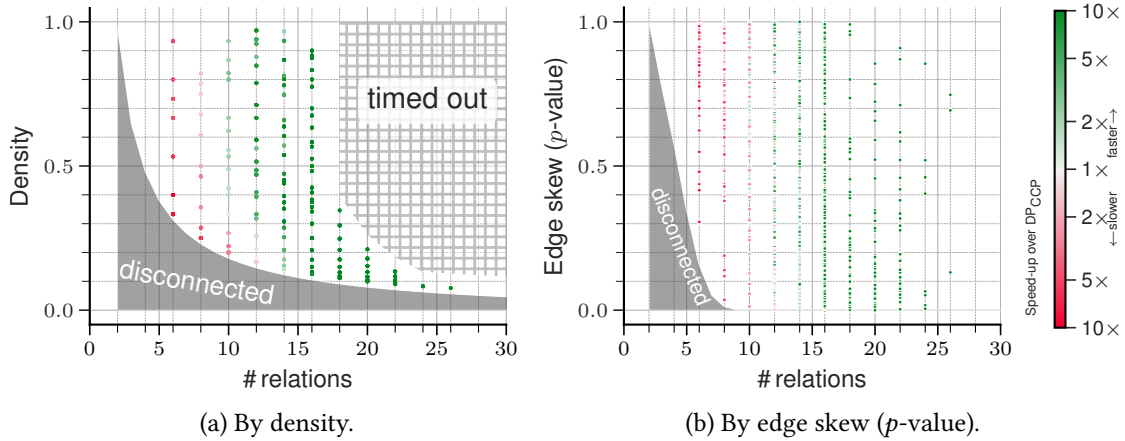 Density
1.0
0.5
0.0
timed out
disconnected
0
5
10
15
20
25
30
# relations
(a) By density.
Edge skew (p-value)
1.0
0.5
0.0
disconnected
0
5
10
15
20
25
30
# relations
(b) By edge skew (p-value).
Speed-up over DPCCP
← slower faster →
10×
5×
2×
1×
2×
5×
10×